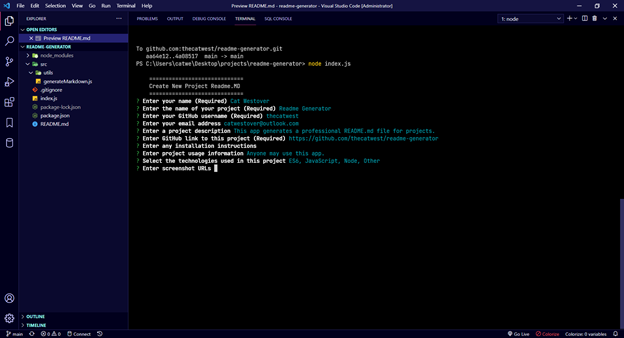 File Edit Selection View Go Run Terminal Help
Preview README.md - readme-generator - Visual Studio Code [Administrator]
EXPLORER
PROBLEMS OUTPUT DEBUG CONSOLE TERMINAL SQL CONSOLE
1: node
OPEN EDITORS
Preview README.md
README-GENERATOR
node_modules
src
utils
generateMarkdown.js
.gitignore
index.js
package-lock.json
package.json
README.md
OUTLINE
TIMELINE
To github.com:thecatwest/readme-generator.git
aa64e12..4a08517 main -> main
PS C:\Users\catwe\Desktop\projects\readme-generator> node index.js
=============================
Create New Project Readme.MD
=============================
? Enter your name (Required) Cat Westover
? Enter the name of your project (Required) Readme Generator
? Enter your GitHub username (Required) thecatwest
? Enter your email address catwestover@outlook.com
? Enter a project description This app generates a professional README.md file for projects.
? Enter GitHub link to this project (Required) https://github.com/thecatwest/readme-generator
? Enter any installation instructions
? Enter project usage information Anyone may use this app.
? Select the technologies used in this project ES6, JavaScript, Node, Other
? Enter screenshot URLs
main 0 0 Connect Go Live Colorize Colorize: 0 variables